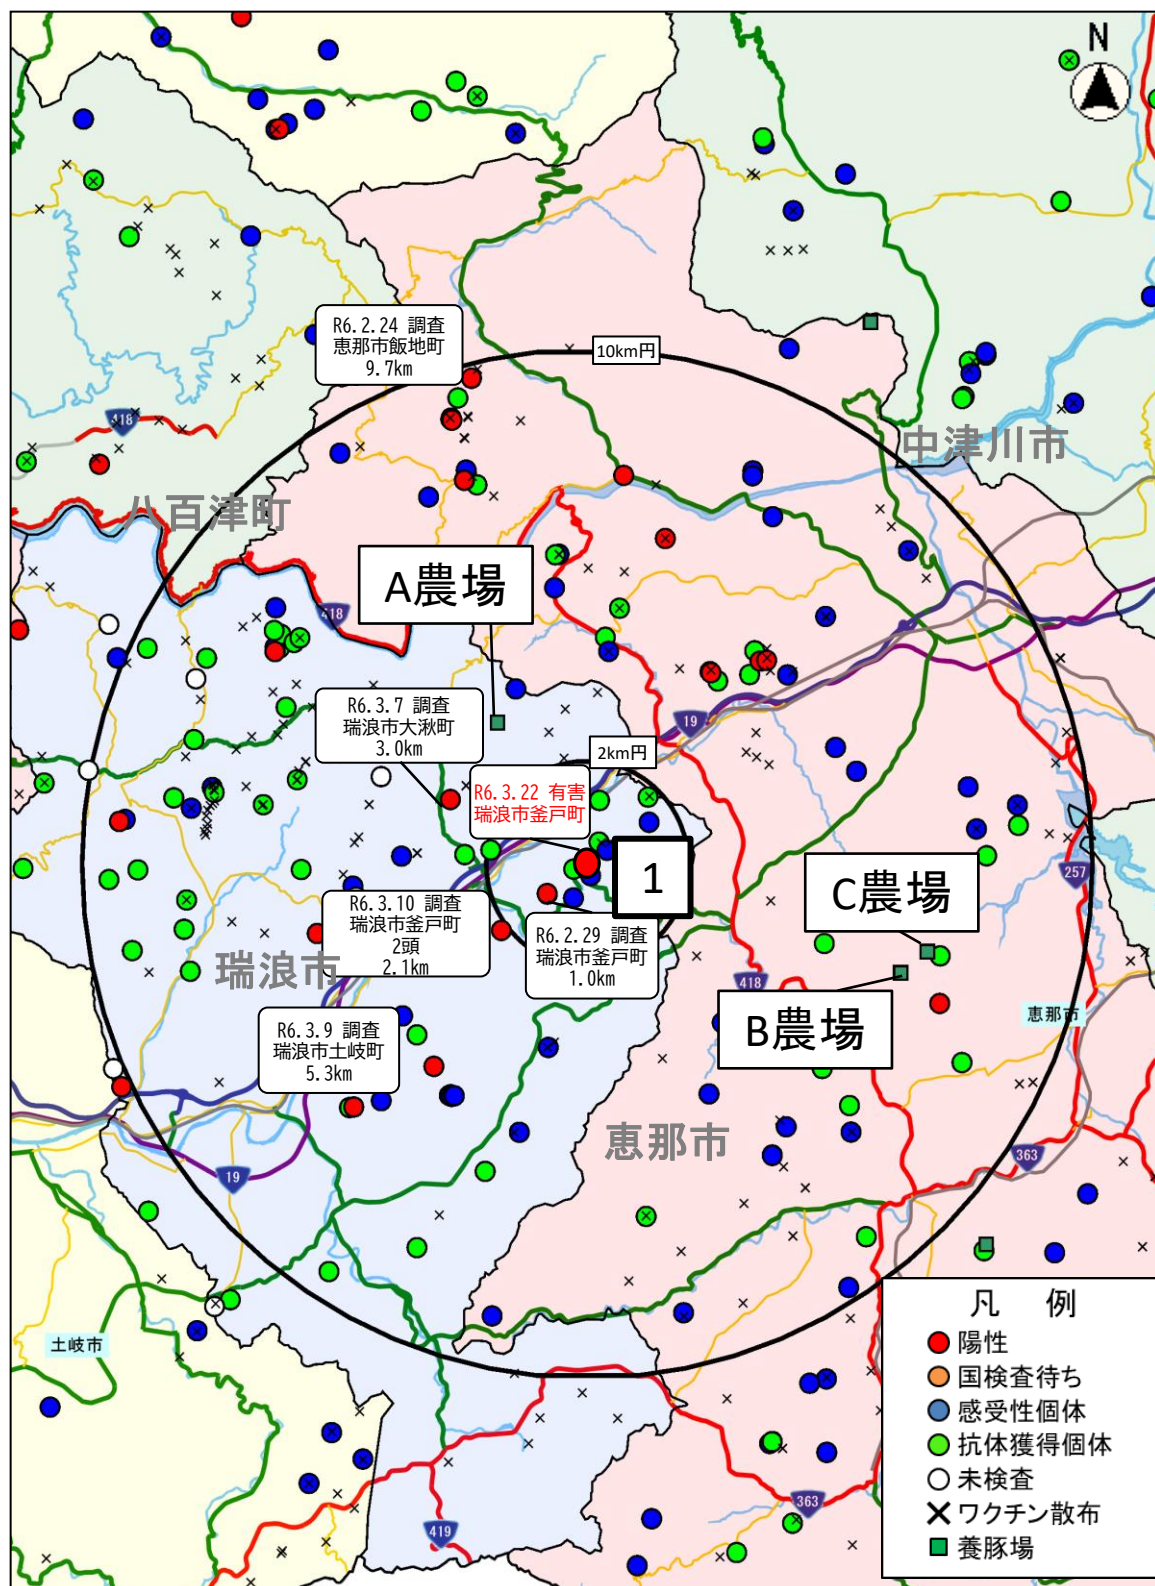 N
R6.2.24 調査
恵那市飯地町
9.7km
10km円
418
中津川市
八百津町
A農場
418
R6.3.7 調査
瑞浪市大湫町
3.0km
19
2km円
R6.3.22 有害
瑞浪市釜戸町
1
C農場
257
R6.3.10 調査
瑞浪市釜戸町
2頭
2.1km
R6.2.29 調査
瑞浪市釜戸町
1.0km
瑞浪市
418
B農場
恵那市
R6.3.9 調査
瑞浪市土岐町
5.3km
恵那市
363
19
土岐市
凡 例
陽性
国検査待ち
感受性個体
抗体獲得個体
未検査
ワクチン散布
養豚場
363
419